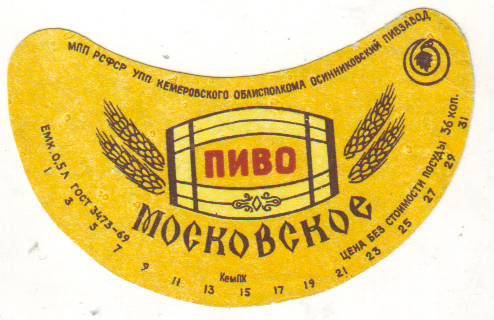 МПП РСФСР УПП КЕМЕРОВСКОГО ОБЛИСПОЛКОМА ОСИННИКОВСКИЙ ПИВЗАВОД
ПИВО
МОСКОВСКОЕ
ЕМК. 0,5 Л ГОСТ 3473-69
ЦЕНА БЕЗ СТОИМОСТИ ПОСУДЫ 36 КОП.
КемПК
1 3 5 7 9 11 13 15 17 19 21 23 25 27 29 31